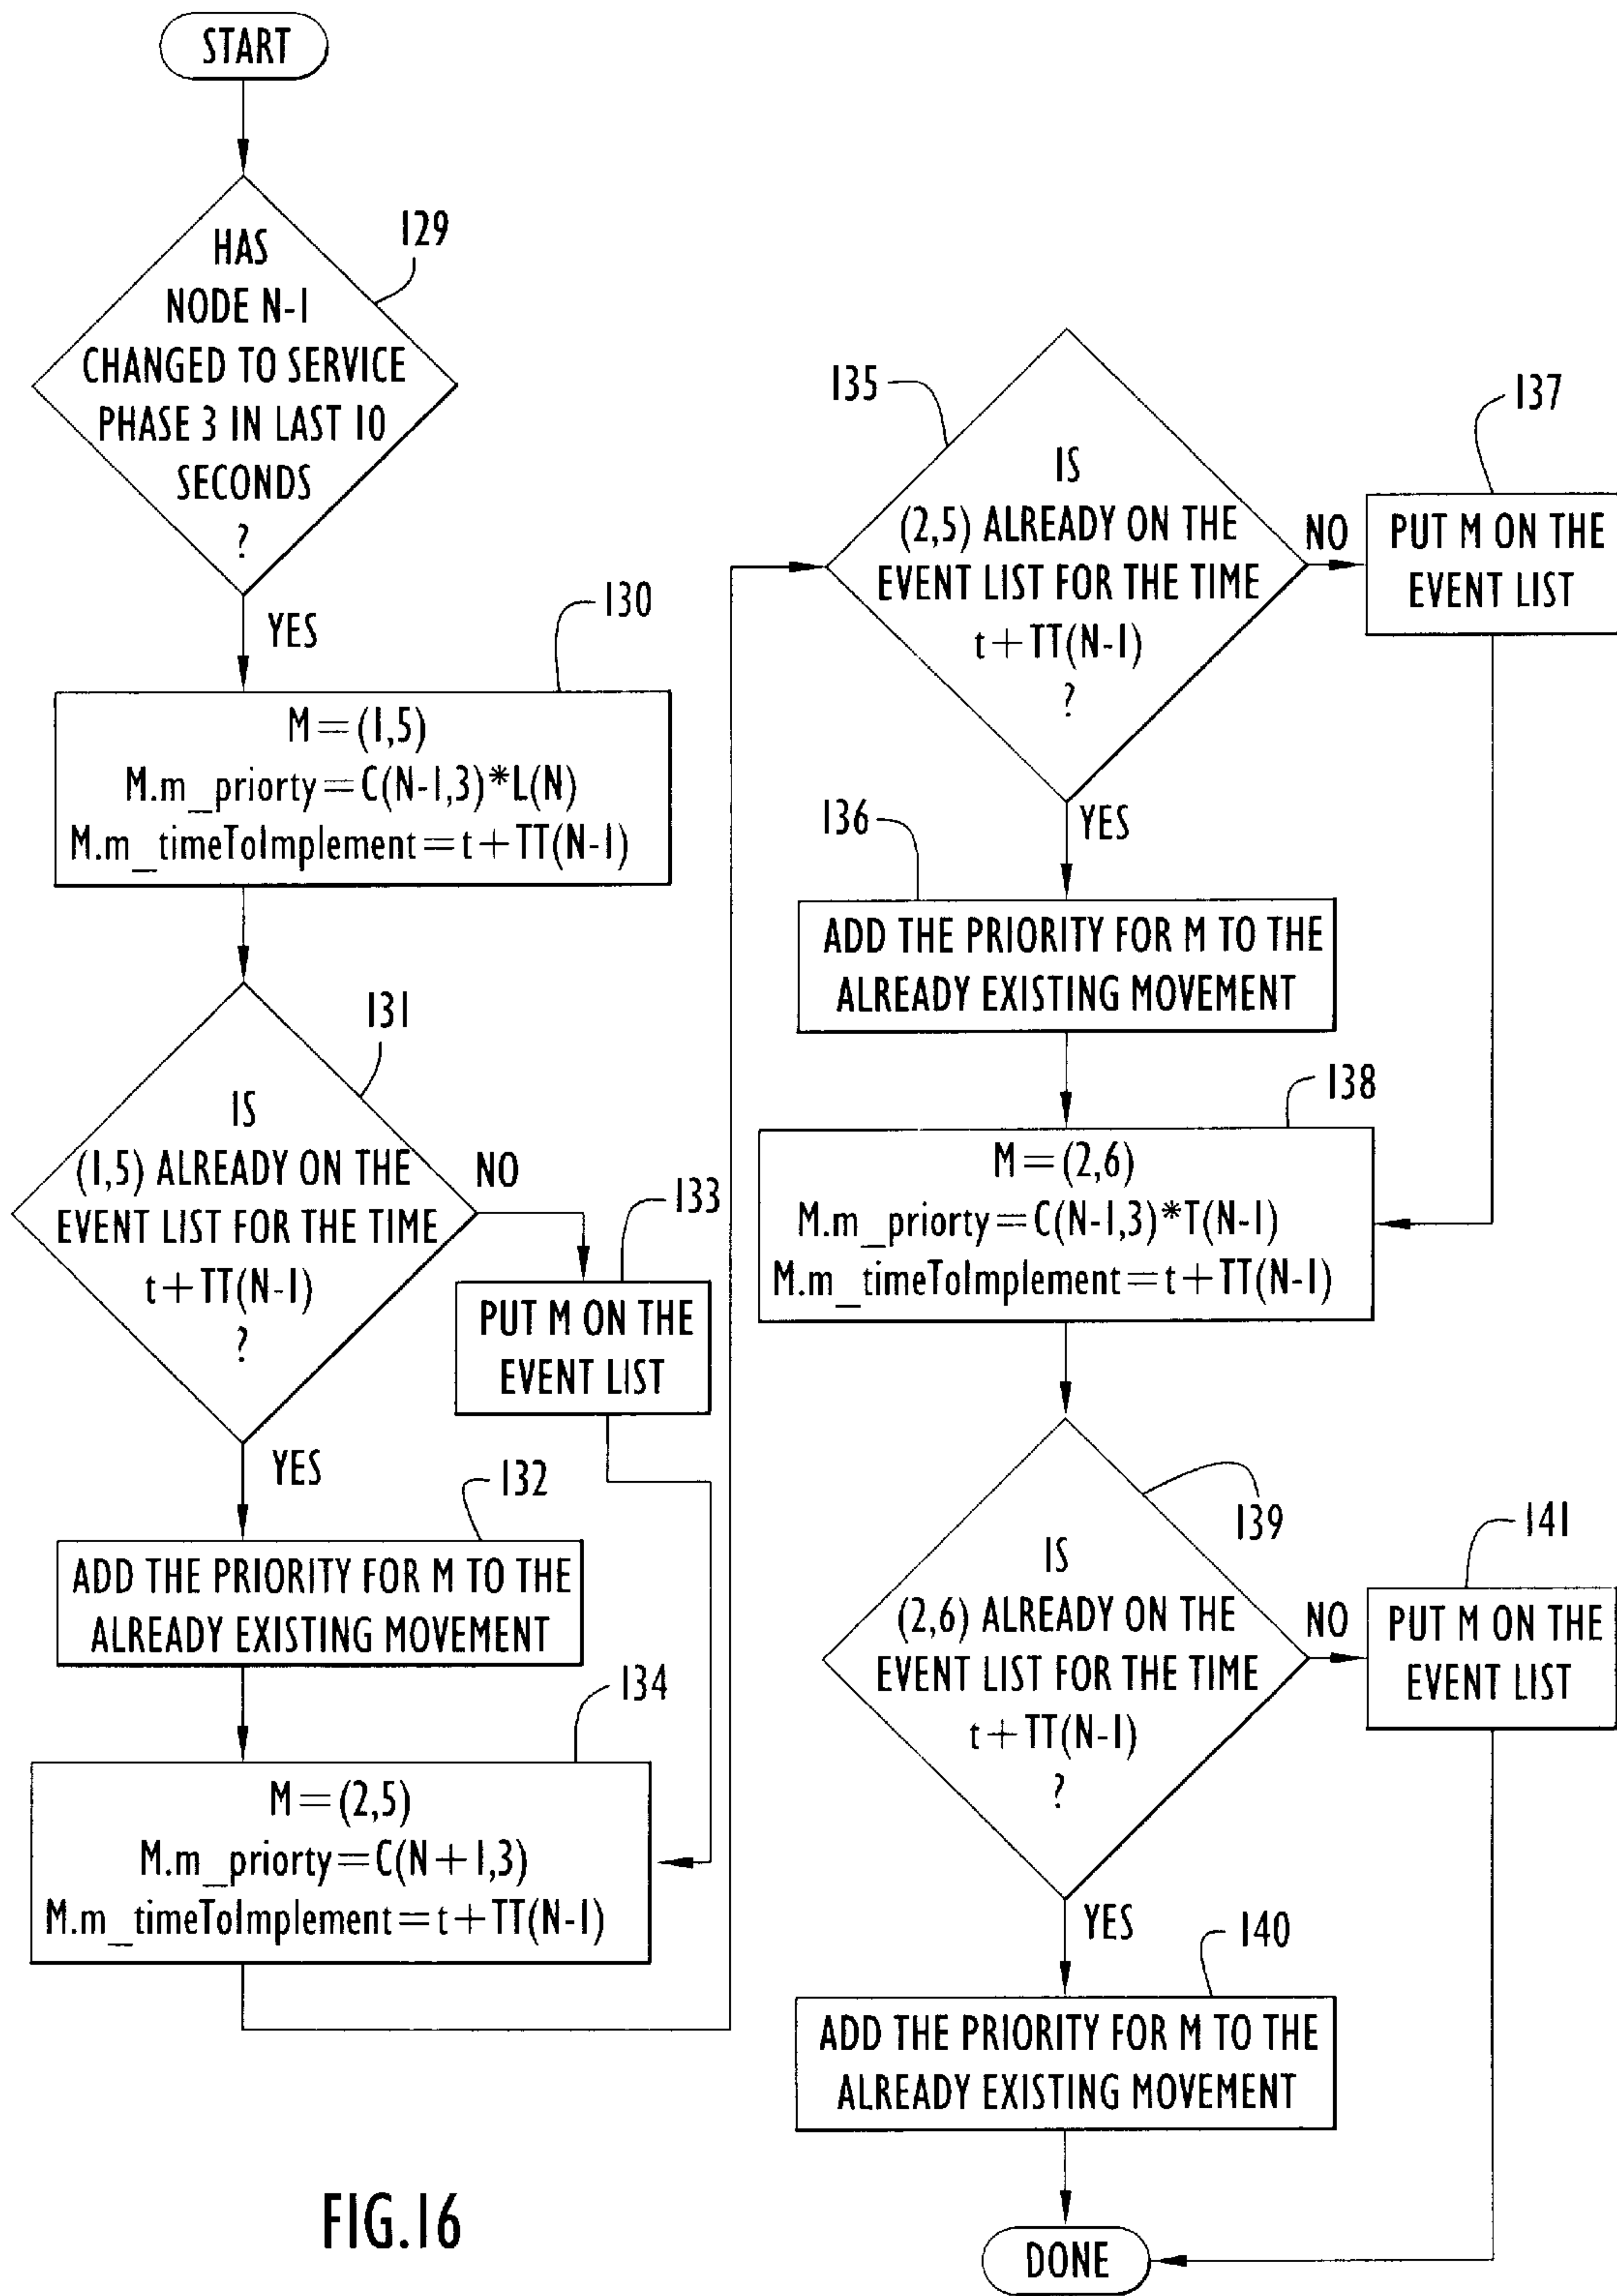 START
HAS
NODE N-1
CHANGED TO SERVICE
PHASE 3 IN LAST 10
SECONDS
?
129
YES
130
M=(1,5)
M.m_priorty=C(N-1,3)*L(N)
M.m_timeToImplement=t+TT(N-1)
131
IS
(1,5) ALREADY ON THE
EVENT LIST FOR THE TIME
t+TT(N-1)
?
NO
133
PUT M ON THE
EVENT LIST
YES
132
ADD THE PRIORITY FOR M TO THE
ALREADY EXISTING MOVEMENT
134
M=(2,5)
M.m_priorty=C(N+1,3)
M.m_timeToImplement=t+TT(N-1)
135
IS
(2,5) ALREADY ON THE
EVENT LIST FOR THE TIME
t+TT(N-1)
?
NO
137
PUT M ON THE
EVENT LIST
YES
136
ADD THE PRIORITY FOR M TO THE
ALREADY EXISTING MOVEMENT
138
M=(2,6)
M.m_priorty=C(N-1,3)*T(N-1)
M.m_timeToImplement=t+TT(N-1)
139
IS
(2,6) ALREADY ON THE
EVENT LIST FOR THE TIME
t+TT(N-1)
?
NO
141
PUT M ON THE
EVENT LIST
YES
140
ADD THE PRIORITY FOR M TO THE
ALREADY EXISTING MOVEMENT
DONE
FIG.16